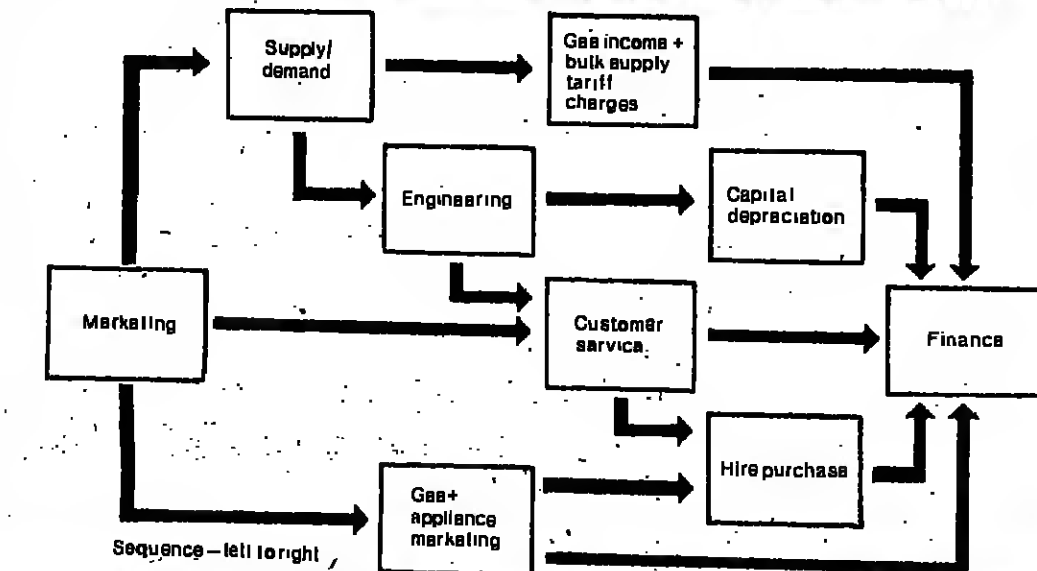 Supply/
demand
Gas income +
bulk supply
tariff
charges
Engineering
Capital
depreciation
Marketing
Customer
service
Finance
Hire purchase
Gas+
appliance
marketing
Sequence – left to right